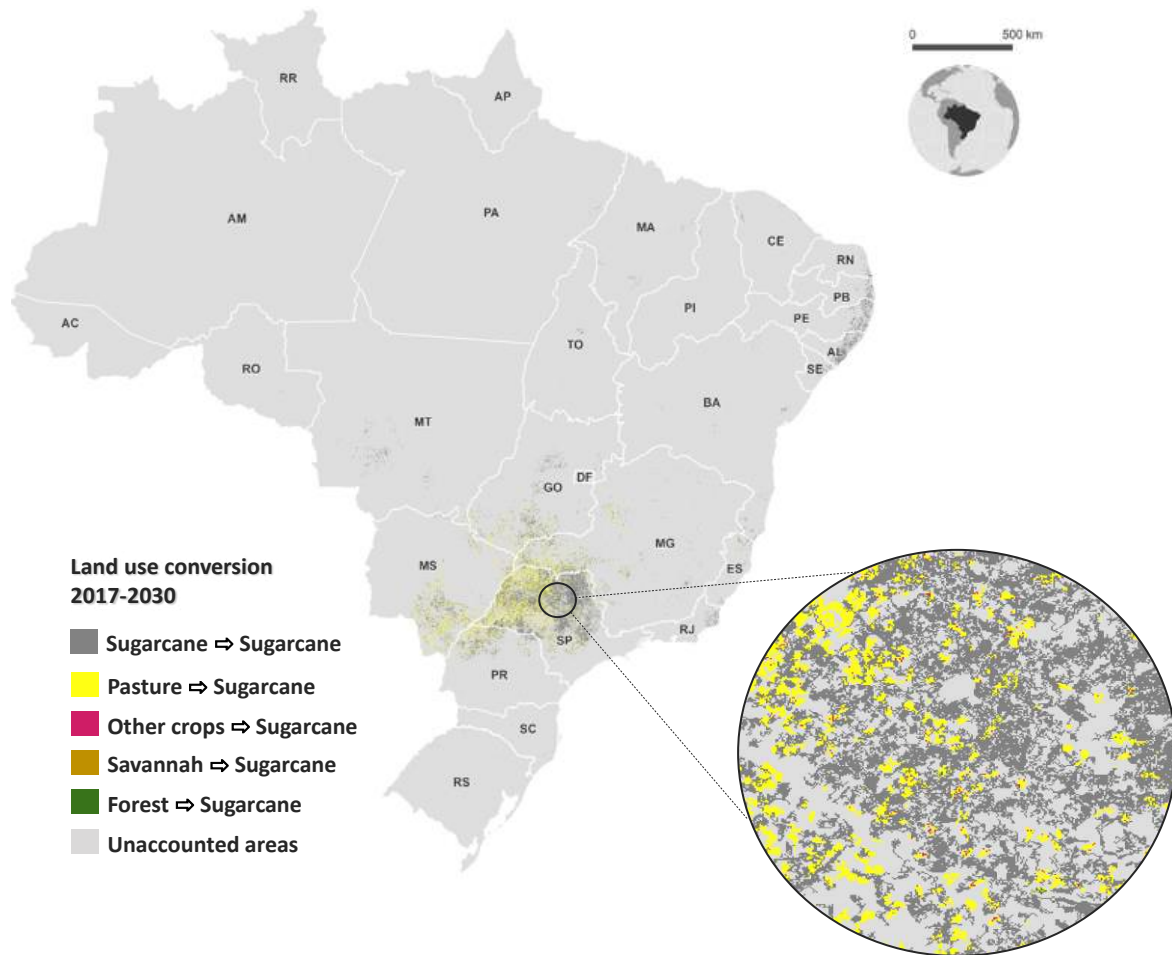 0 500 km
RR
AP
AM
PA
MA
CE
RN
PB
PI
PE
AC
AL
TO
SE
RO
BA
MT
DF
GO
MG
MS
ES
Land use conversion
2017-2030
RJ
SP
Sugarcane ⇨ Sugarcane
PR
Pasture ⇨ Sugarcane
Other crops ⇨ Sugarcane
SC
Savannah ⇨ Sugarcane
RS
Forest ⇨ Sugarcane
Unaccounted areas